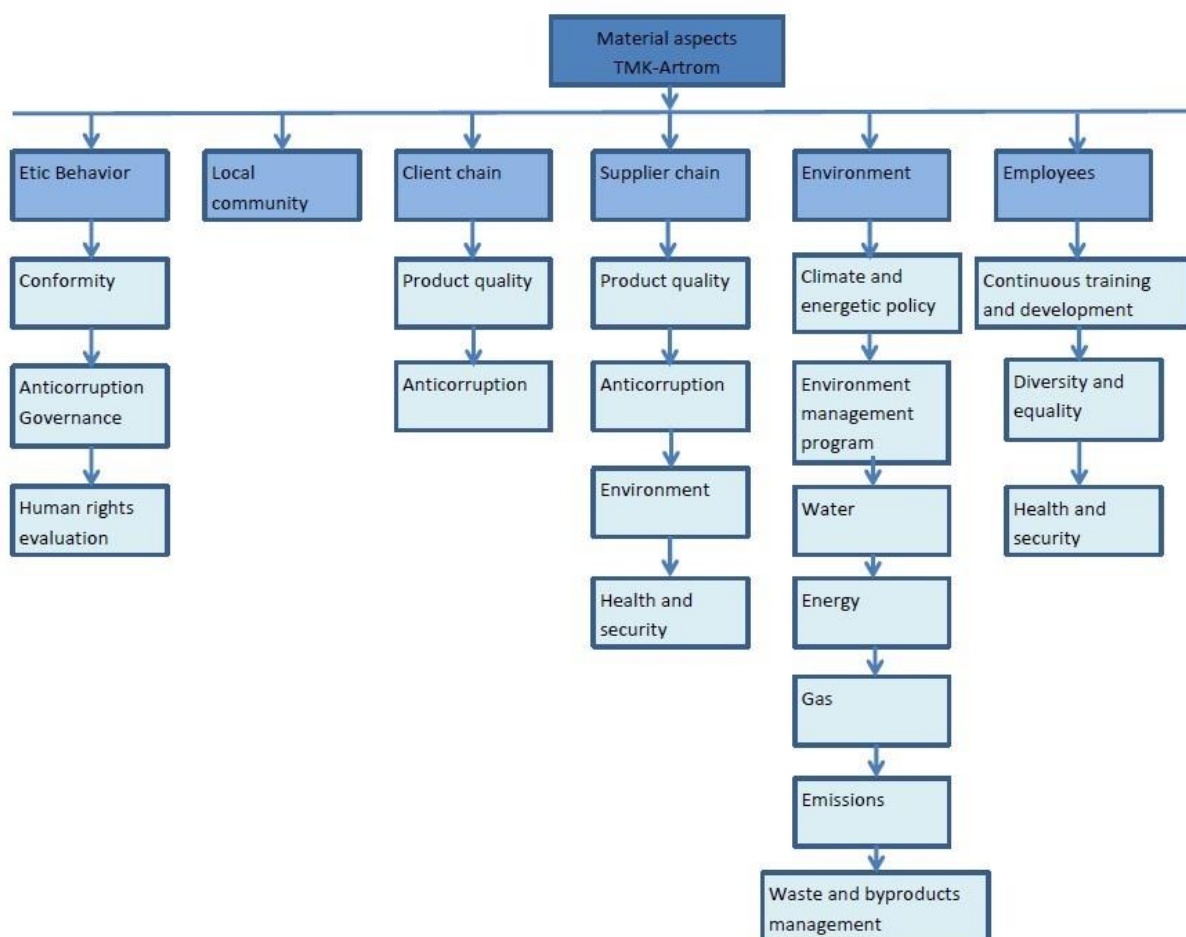 Material aspects
TMK-Artrom
Etic Behavior
Local
community
Client chain
Supplier chain
Environment
Employees
Conformity
Anticorruption
Governance
Human rights
evaluation
Product quality
Anticorruption
Product quality
Anticorruption
Environment
Health and
security
Climate and
energetic policy
Environment
management
program
Water
Energy
Gas
Emissions
Waste and byproducts
management
Continuous training
and development
Diversity and
equality
Health and
security